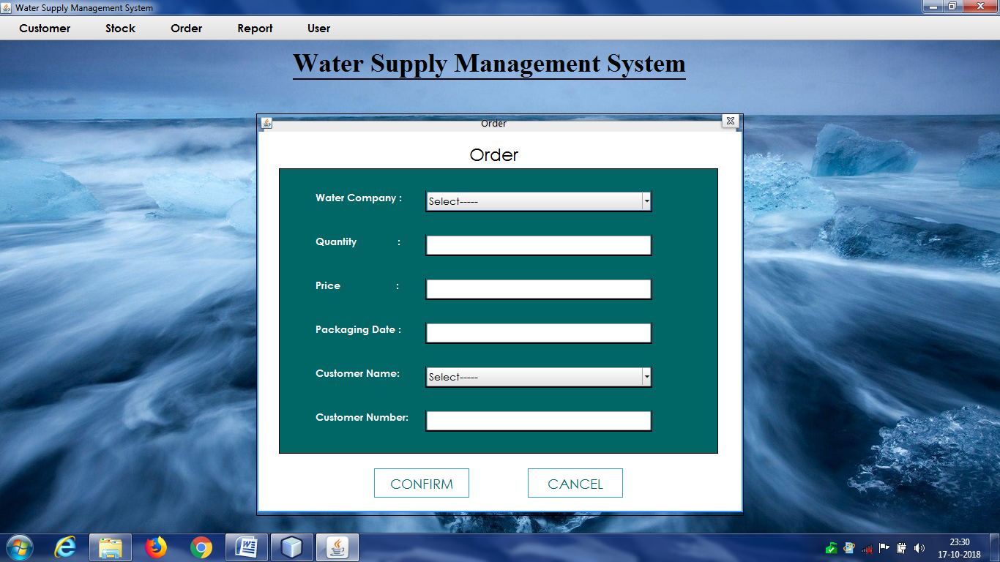 Water Supply Management System
Customer Stock Order Report User
Water Supply Management System
Order
Order
Water Company : Select-----
Quantity :
Price :
Packaging Date :
Customer Name: Select-----
Customer Number:
CONFIRM CANCEL
23:30
17-10-2018